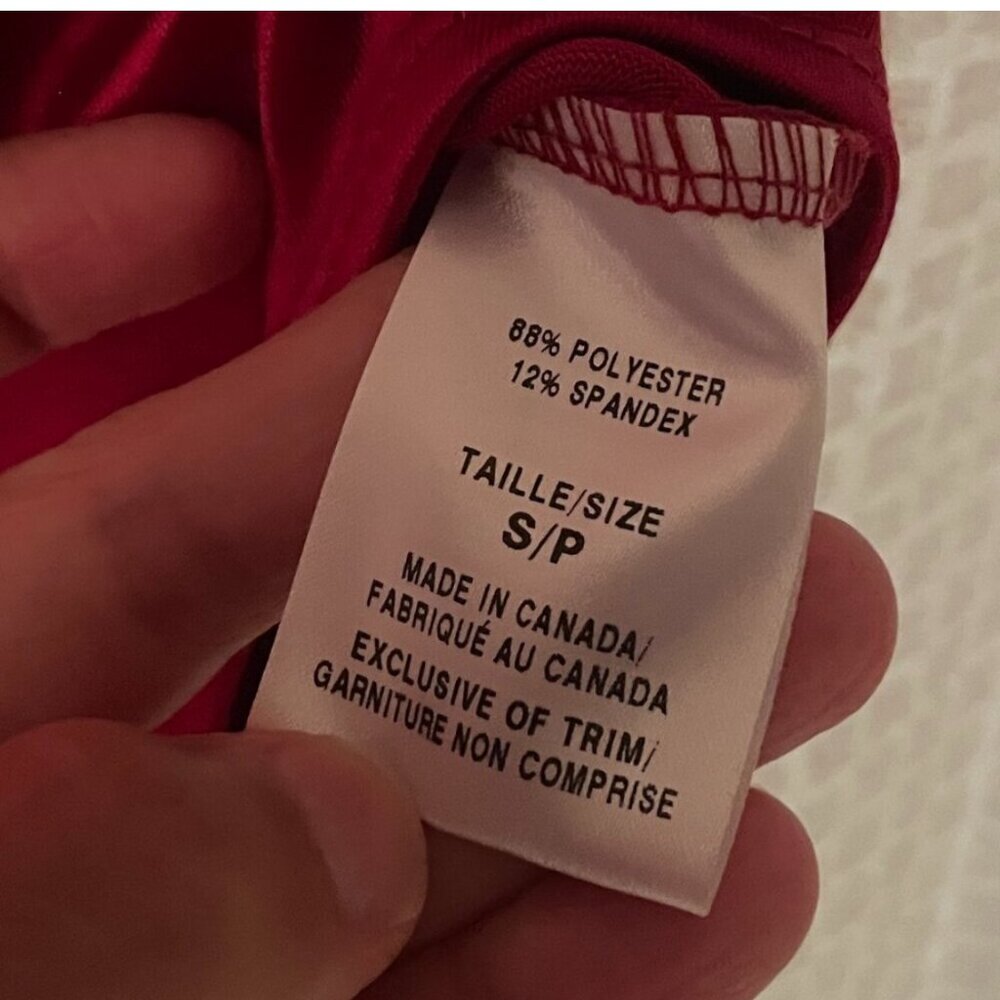 88% POLYESTER
12% SPANDEX
TAILLE/SIZE
S/P
MADE IN CANADA/
FABRIQUÉ AU CANADA
EXCLUSIVE OF TRIM/
GARNITURE NON COMPRISE